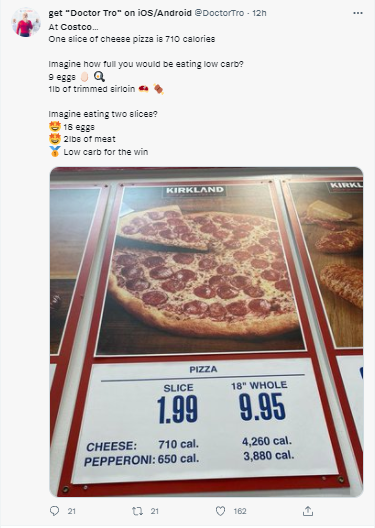 get "Doctor Tro" on iOS/Android @DoctorTro · 12h
At Costco...
One slice of cheese pizza is 710 calories
Imagine how full you would be eating low carb?
9 eggs 🥚 🍳
1lb of trimmed sirloin 🥩 🍖
Imagine eating two slices?
🤩 18 eggs
🤩 2lbs of meat
🏅 Low carb for the win
KIRKLAND
KIRKL
PIZZA
SLICE 18" WHOLE
1.99 9.95
CHEESE: 710 cal. 4,260 cal.
PEPPERONI: 650 cal. 3,880 cal.
21 21 162